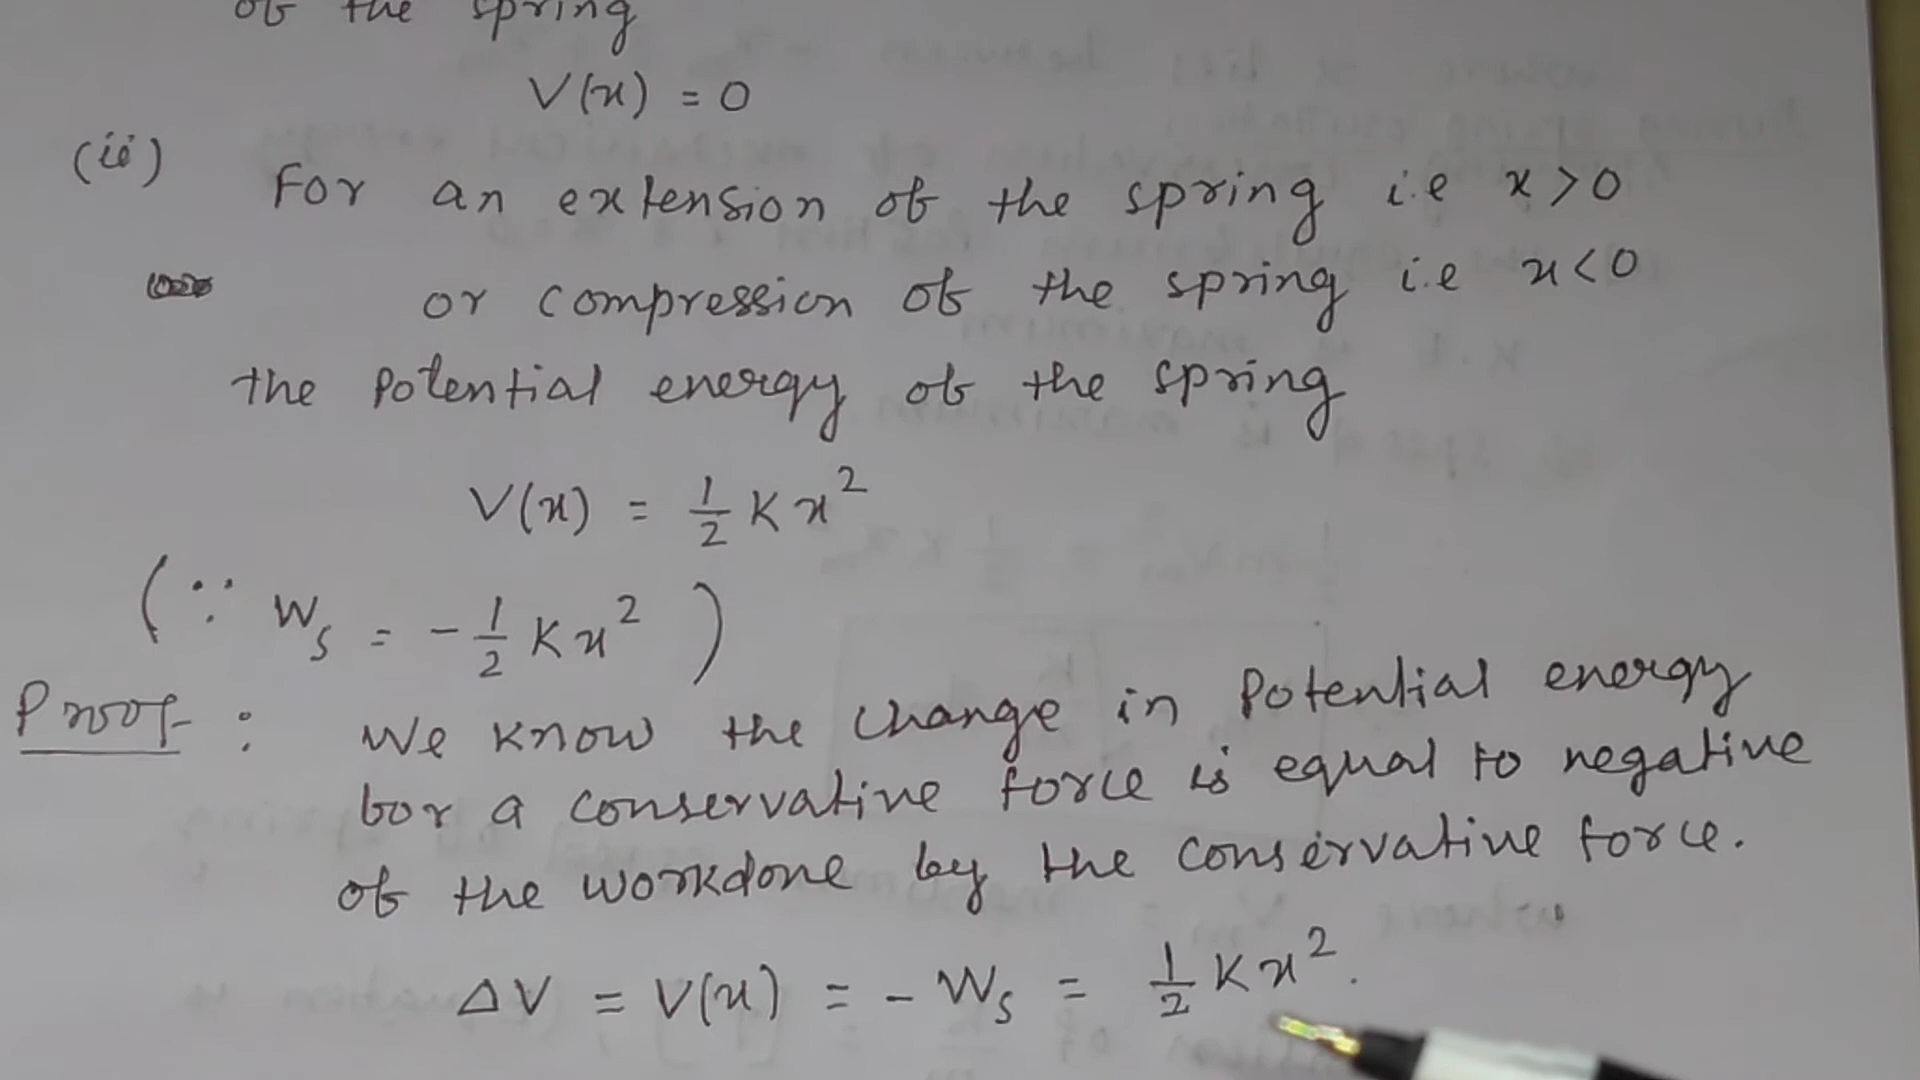 of the spring
V(x) = 0
(ii) For an extension of the spring i.e x > 0
or compression of the spring i.e x < 0
the Potential energy of the spring
V(x) = 1/2 K x²
(∵ Ws = - 1/2 K x² )
Proof : We know the change in Potential energy
for a conservative force is equal to negative
of the workdone by the conservative force.
ΔV = V(x) = - Ws = 1/2 K x².